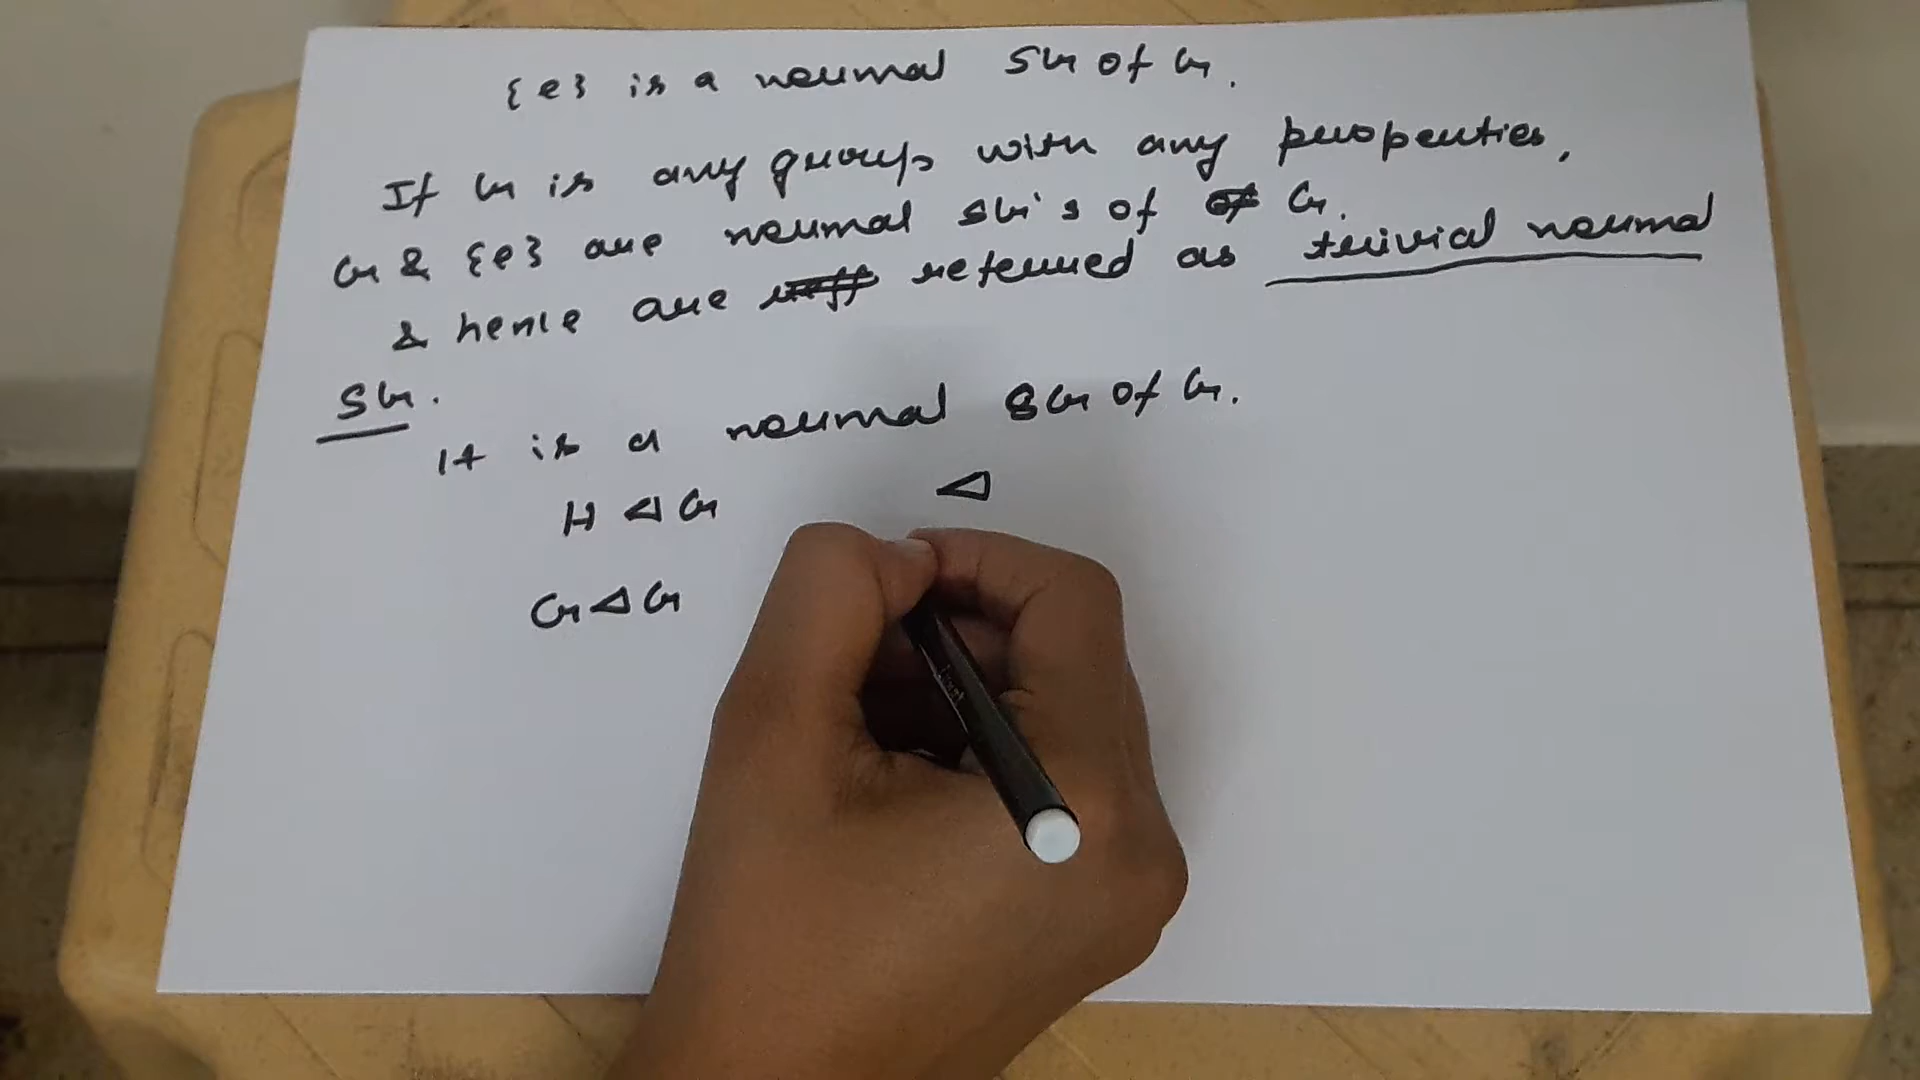 {e} is a normal SG of G.
If G is any group with any properties,
G & {e} are normal SG's of G.
& hence are referred as trivial normal
SG.
H is a normal SG of G.
H ⊲ G ⊲
G ⊲ G